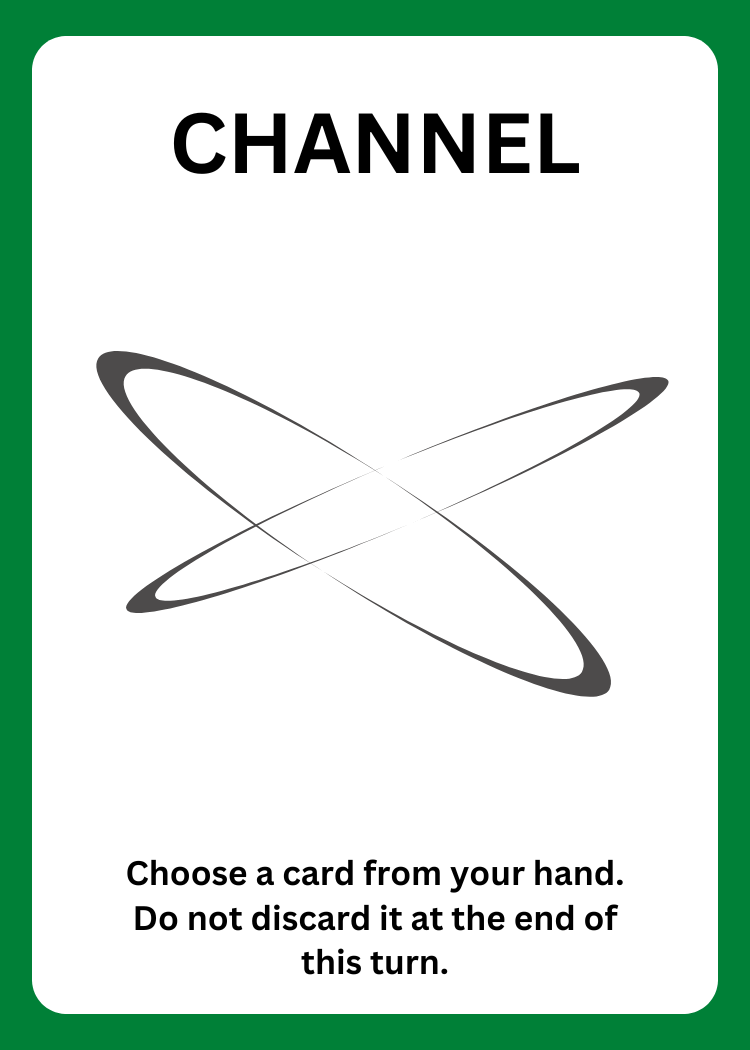 CHANNEL
Choose a card from your hand.
Do not discard it at the end of
this turn.